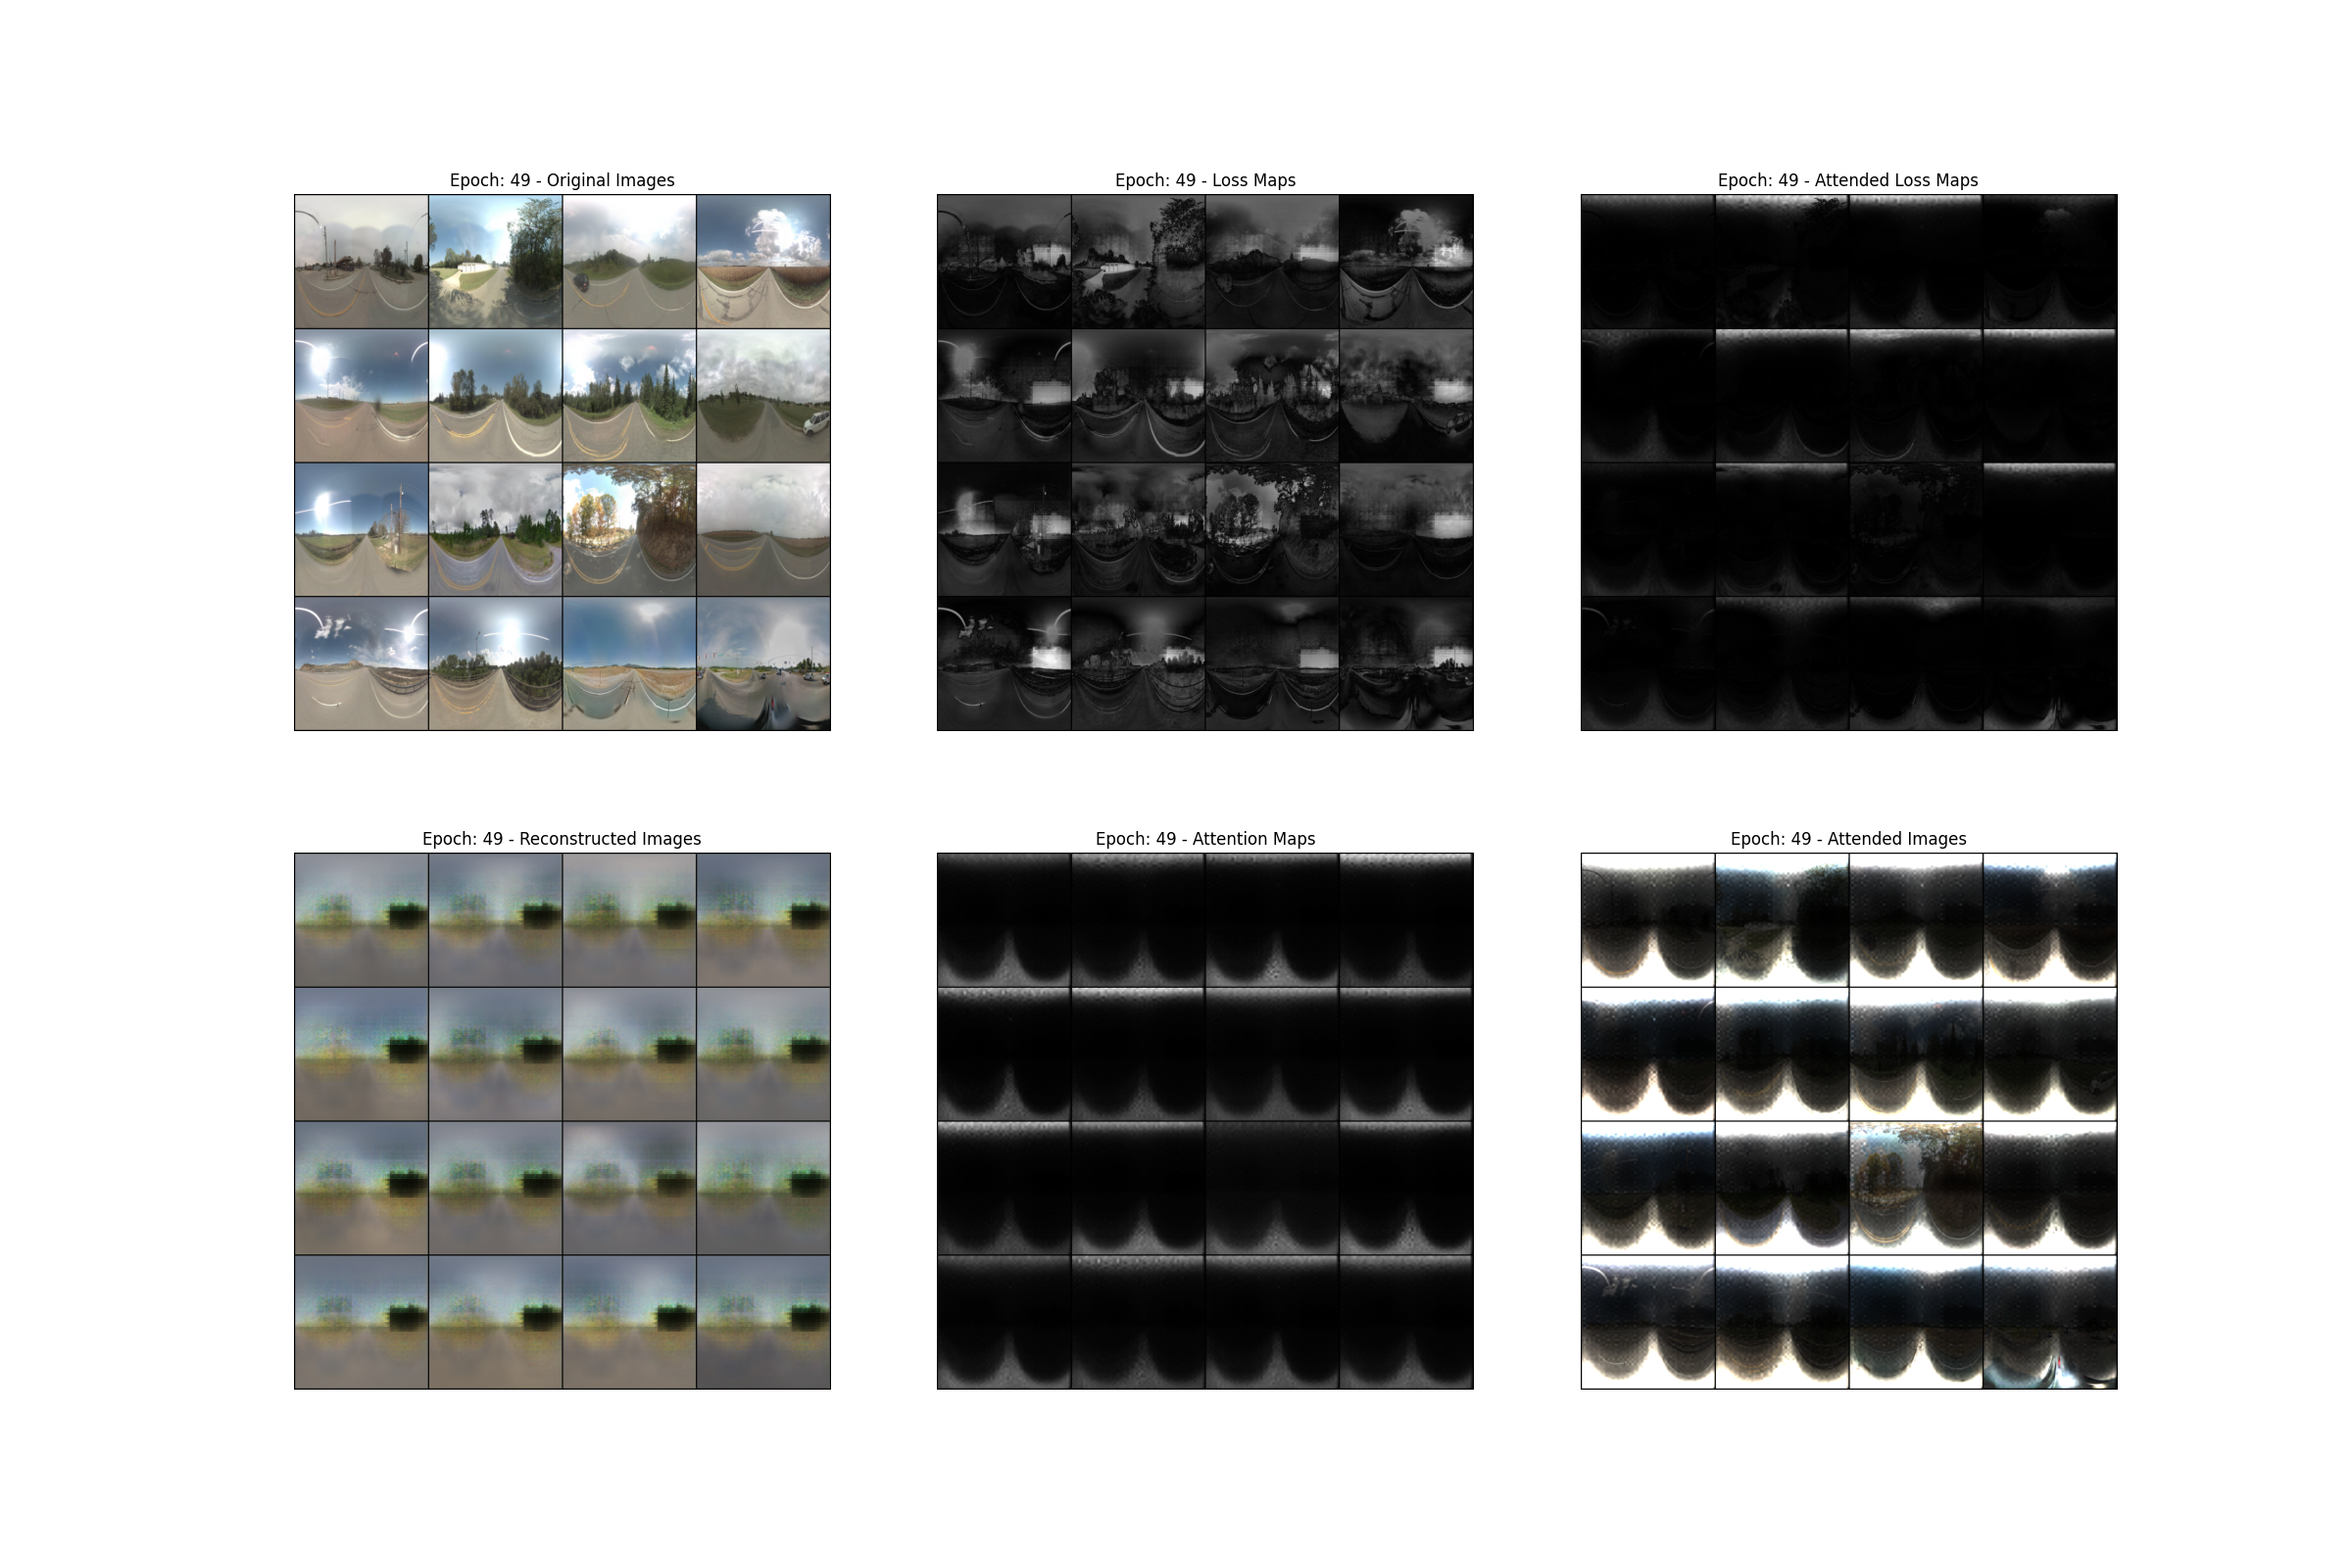 Epoch: 49 - Original Images
Epoch: 49 - Loss Maps
Epoch: 49 - Attended Loss Maps
Epoch: 49 - Reconstructed Images
Epoch: 49 - Attention Maps
Epoch: 49 - Attended Images